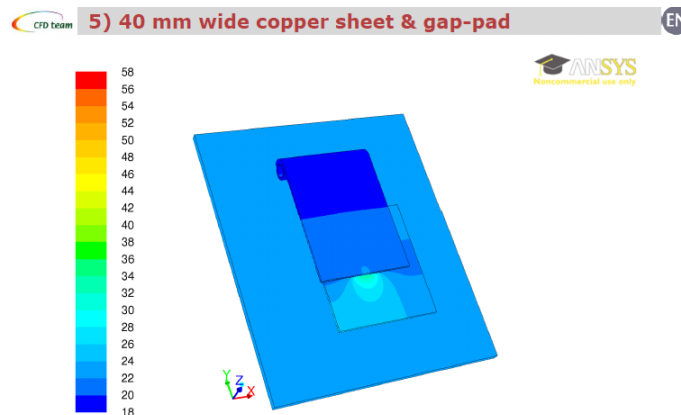 CFD team
5) 40 mm wide copper sheet & gap-pad
EN
ANSYS
Noncommercial use only
58
56
54
52
50
48
46
44
42
40
38
36
34
32
30
28
26
24
22
20
18
Y
Z
X